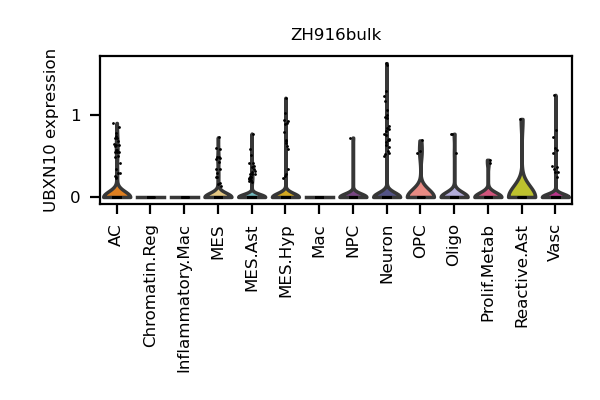 ZH916bulk
UBXN10 expression
1
0
AC
Chromatin.Reg
Inflammatory.Mac
MES
MES.Ast
MES.Hyp
Mac
NPC
Neuron
OPC
Oligo
Prolif.Metab
Reactive.Ast
Vasc